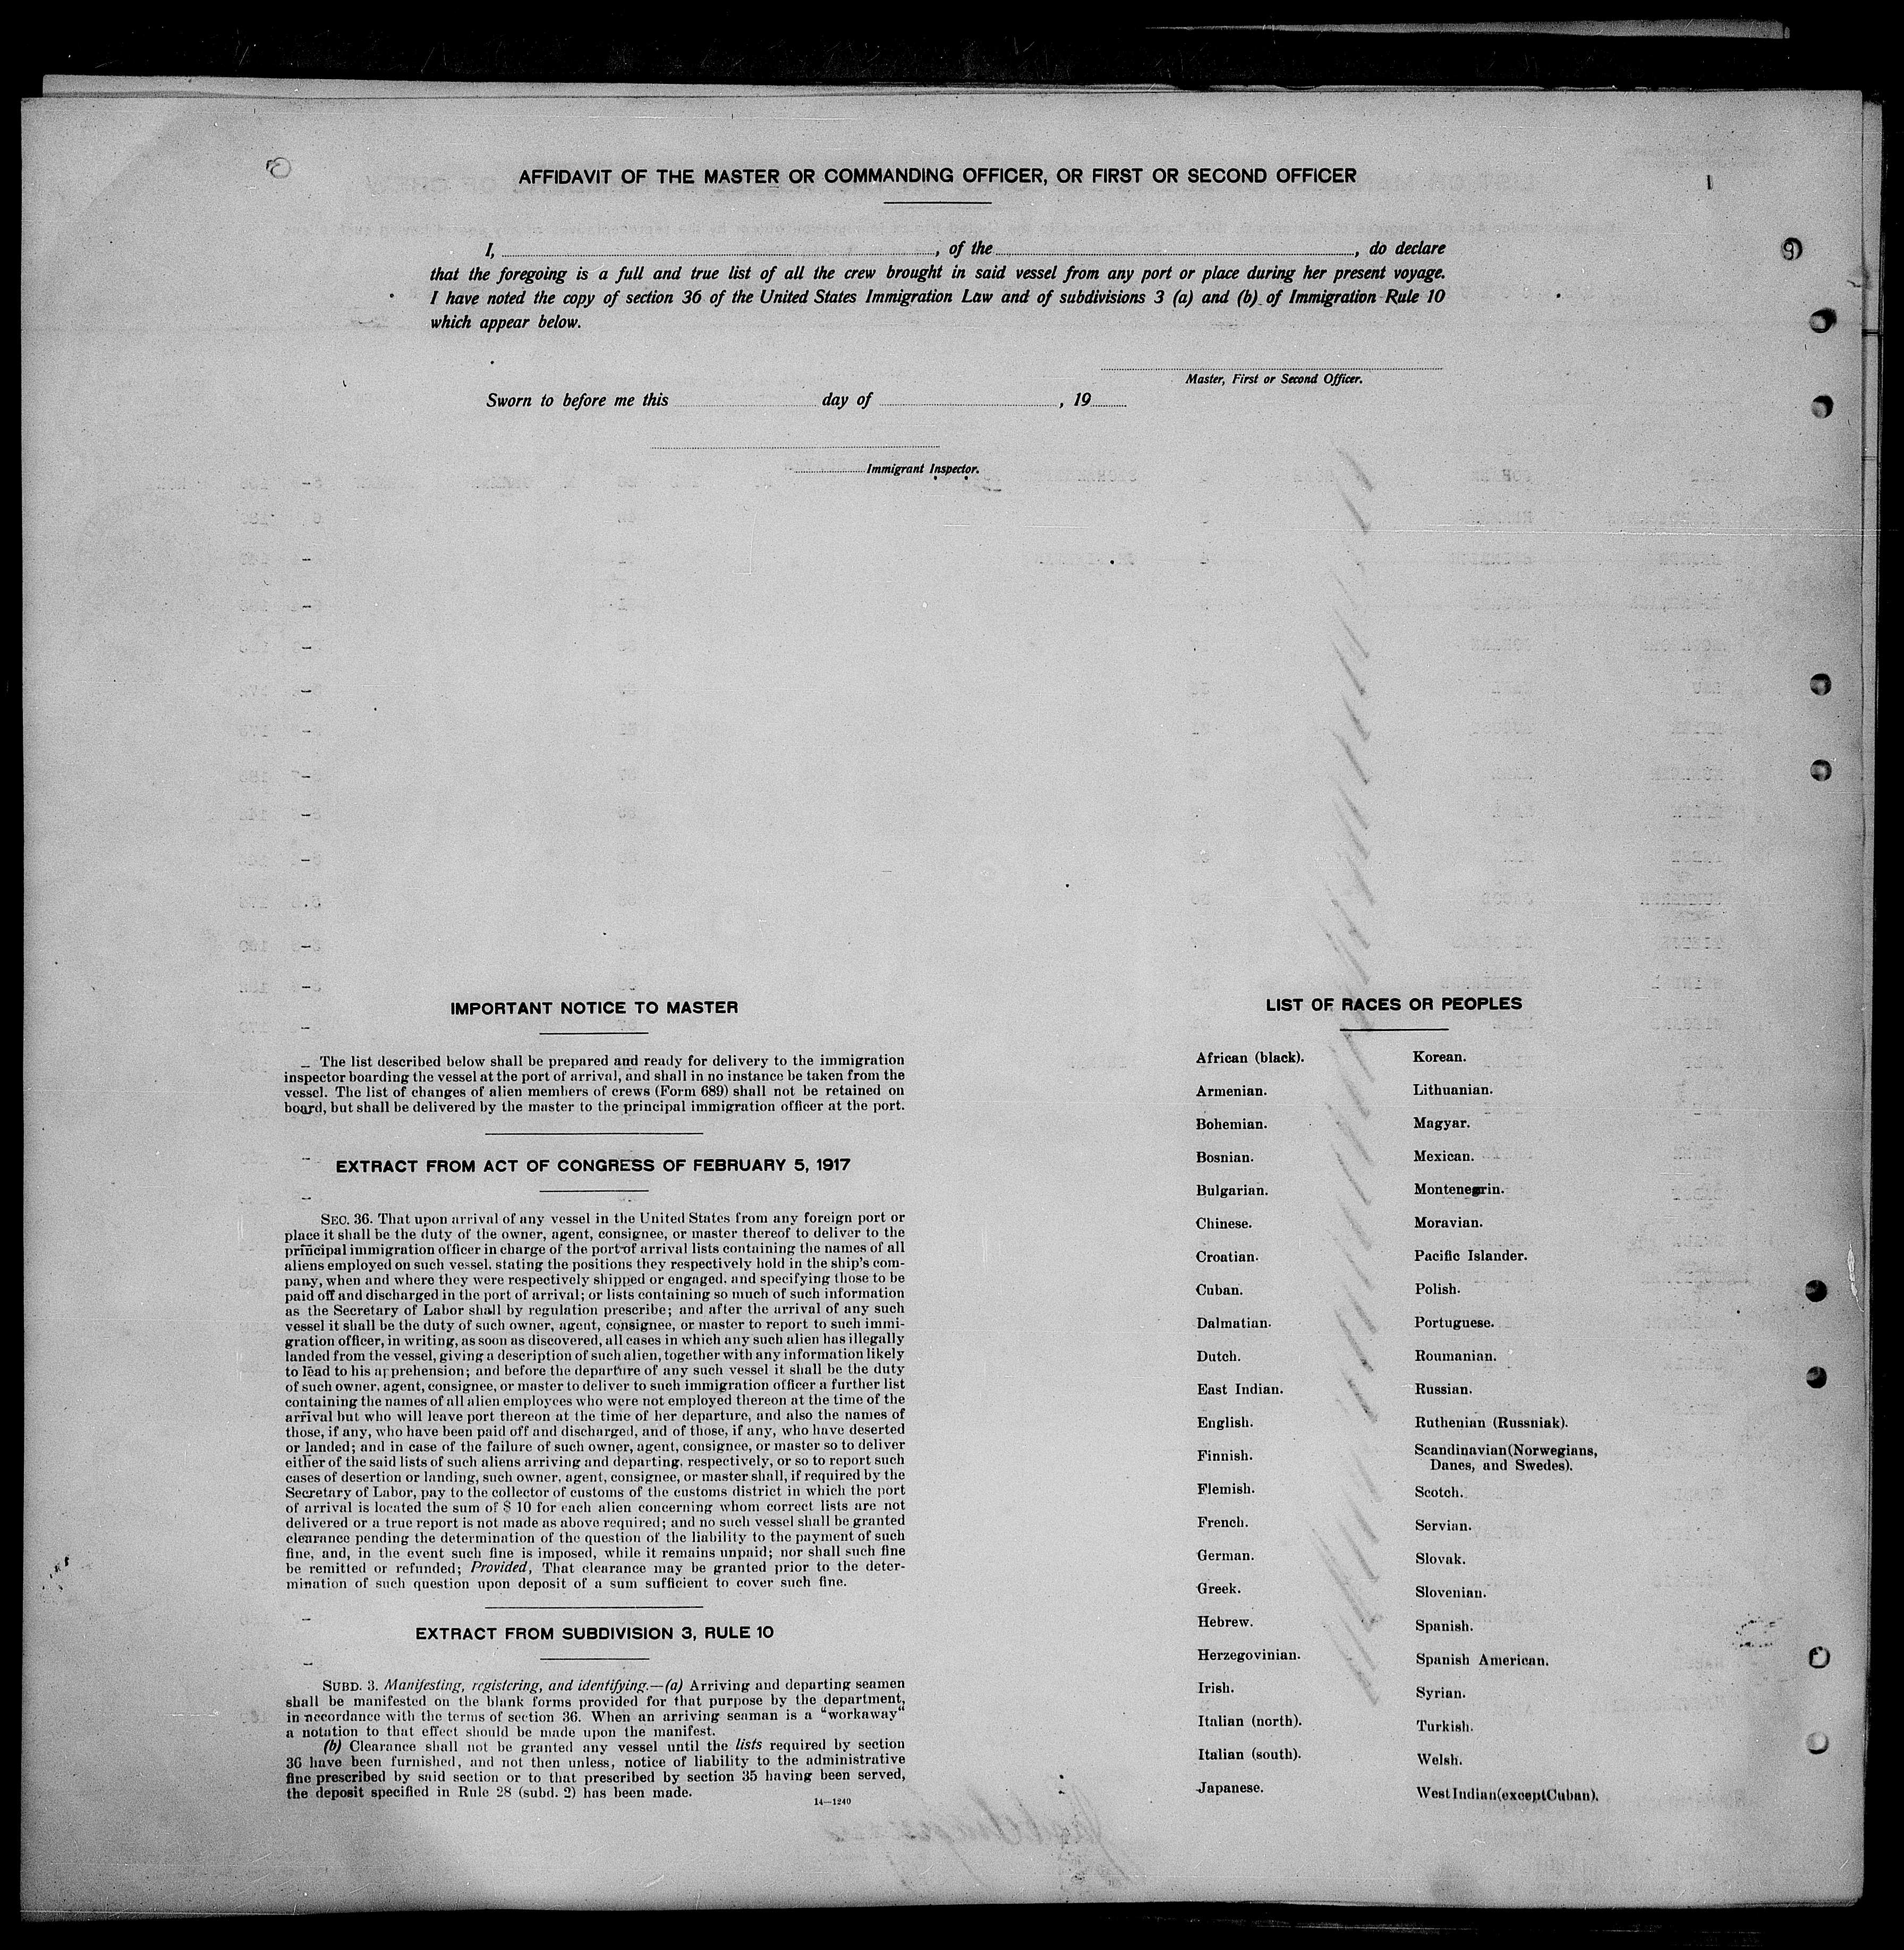 AFFIDAVIT OF THE MASTER OR COMMANDING OFFICER, OR FIRST OR SECOND OFFICER
I, , of the , do declare
that the foregoing is a full and true list of all the crew brought in said vessel from any port or place during her present voyage.
I have noted the copy of section 36 of the United States Immigration Law and of subdivisions 3 (a) and (b) of Immigration Rule 10
which appear below.
Master, First or Second Officer.
Sworn to before me this day of , 19
Immigrant Inspector.
IMPORTANT NOTICE TO MASTER
The list described below shall be prepared and ready for delivery to the immigration
inspector boarding the vessel at the port of arrival, and shall in no instance be taken from the
vessel. The list of changes of alien members of crews (Form 689) shall not be retained on
board, but shall be delivered by the master to the principal immigration officer at the port.
EXTRACT FROM ACT OF CONGRESS OF FEBRUARY 5, 1917
SEC. 36. That upon arrival of any vessel in the United States from any foreign port or
place it shall be the duty of the owner, agent, consignee, or master thereof to deliver to the
principal immigration officer in charge of the port of arrival lists containing the names of all
aliens employed on such vessel, stating the positions they respectively hold in the ship's com-
pany, when and where they were respectively shipped or engaged, and specifying those to be
paid off and discharged in the port of arrival; or lists containing so much of such information
as the Secretary of Labor shall by regulation prescribe; and after the arrival of any such
vessel it shall be the duty of such owner, agent, consignee, or master to report to such immi-
gration officer, in writing, as soon as discovered, all cases in which any such alien has illegally
landed from the vessel, giving a description of such alien, together with any information likely
to lead to his apprehension; and before the departure of any such vessel it shall be the duty
of such owner, agent, consignee, or master to deliver to such immigration officer a further list
containing the names of all alien employees who were not employed thereon at the time of the
arrival but who will leave port thereon at the time of her departure, and also the names of
those, if any, who have been paid off and discharged, and of those, if any, who have deserted
or landed; and in case of the failure of such owner, agent, consignee, or master so to deliver
either of the said lists of such aliens arriving and departing, respectively, or so to report such
cases of desertion or landing, such owner, agent, consignee, or master shall, if required by the
Secretary of Labor, pay to the collector of customs of the customs district in which the port
of arrival is located the sum of $ 10 for each alien concerning whom correct lists are not
delivered or a true report is not made as above required; and no such vessel shall be granted
clearance pending the determination of the question of the liability to the payment of such
fine, and, in the event such fine is imposed, while it remains unpaid; nor shall such fine
be remitted or refunded; Provided, That clearance may be granted prior to the deter-
mination of such question upon deposit of a sum sufficient to cover such fine.
EXTRACT FROM SUBDIVISION 3, RULE 10
SUBD. 3. Manifesting, registering, and identifying.—(a) Arriving and departing seamen
shall be manifested on the blank forms provided for that purpose by the department,
in accordance with the terms of section 36. When an arriving seaman is a "workaway"
a notation to that effect should be made upon the manifest.
(b) Clearance shall not be granted any vessel until the lists required by section
36 have been furnished, and not then unless, notice of liability to the administrative
fine prescribed by said section or to that prescribed by section 35 having been served,
the deposit specified in Rule 28 (subd. 2) has been made.
14—1240
LIST OF RACES OR PEOPLES
African (black).
Armenian.
Bohemian.
Bosnian.
Bulgarian.
Chinese.
Croatian.
Cuban.
Dalmatian.
Dutch.
East Indian.
English.
Finnish.
Flemish.
French.
German.
Greek.
Hebrew.
Herzegovinian.
Irish.
Italian (north).
Italian (south).
Japanese.
Korean.
Lithuanian.
Magyar.
Mexican.
Montenegrin.
Moravian.
Pacific Islander.
Polish.
Portuguese.
Roumanian.
Russian.
Ruthenian (Russniak).
Scandinavian (Norwegians,
Danes, and Swedes).
Scotch.
Servian.
Slovak.
Slovenian.
Spanish.
Spanish American.
Syrian.
Turkish.
Welsh.
West Indian (except Cuban).